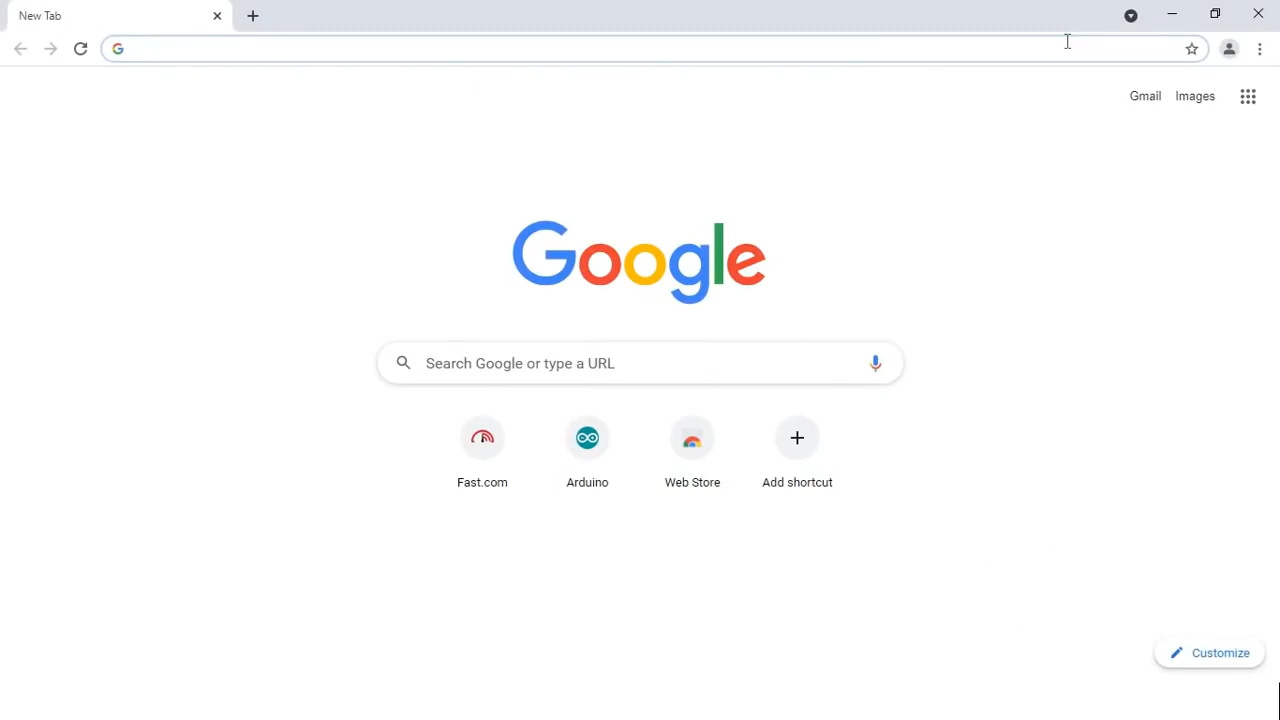 New Tab
Gmail Images
Google
Search Google or type a URL
Fast.com Arduino Web Store Add shortcut
Customize